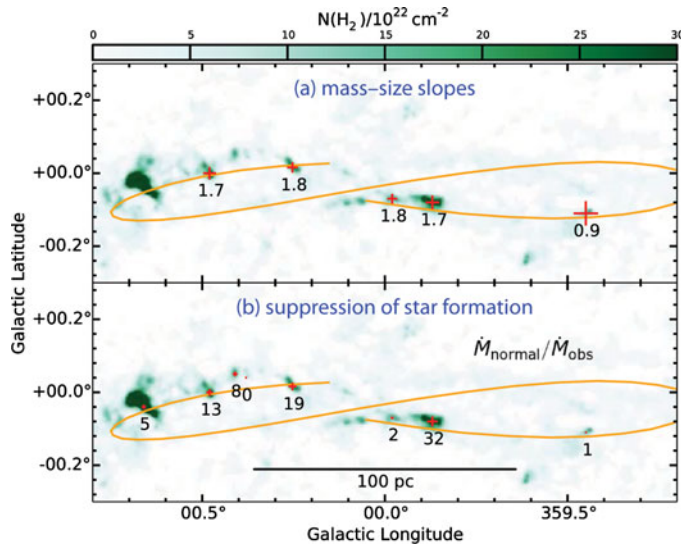 N(H₂)/10²² cm⁻²
0 5 10 15 20 25 30
(a) mass–size slopes
+00.2°
+00.0°
-00.2°
1.7
1.8
1.8
1.7
0.9
Galactic Latitude
(b) suppression of star formation
Ṁnormal/Ṁobs
+00.2°
+00.0°
-00.2°
5
13
80
19
2
32
1
100 pc
00.5° 00.0° 359.5°
Galactic Longitude